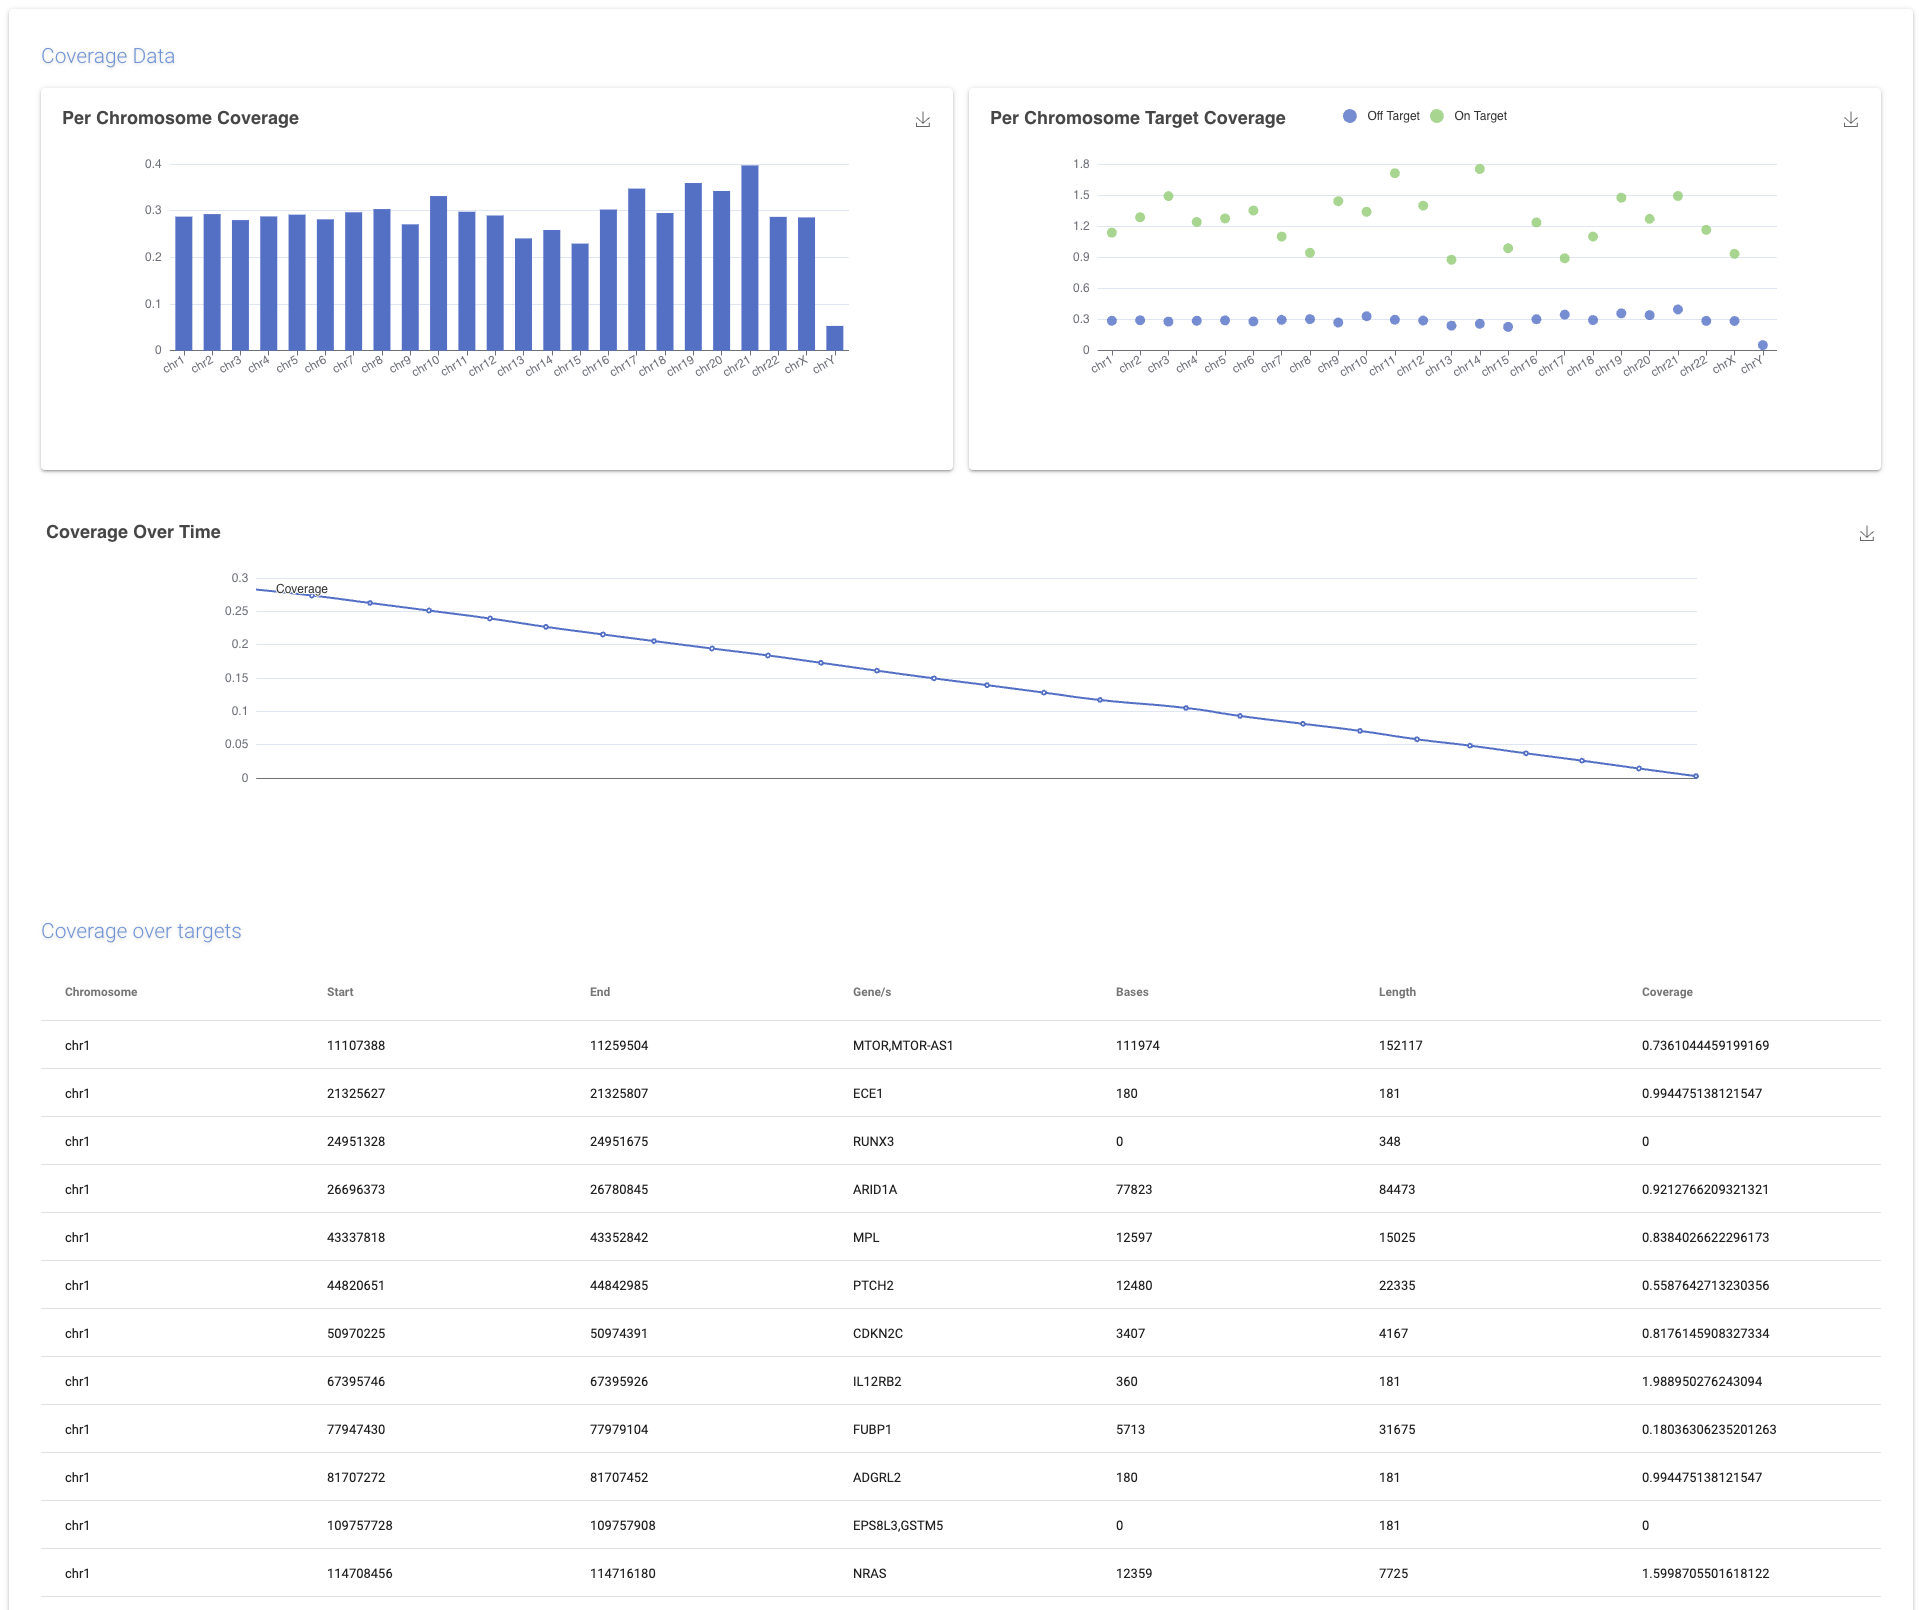 Coverage Data
Per Chromosome Coverage
0.4
0.3
0.2
0.1
0
chr1 chr2 chr3 chr4 chr5 chr6 chr7 chr8 chr9 chr10 chr11 chr12 chr13 chr14 chr15 chr16 chr17 chr18 chr19 chr20 chr21 chr22 chrX chrY
Per Chromosome Target Coverage
Off Target On Target
1.8
1.5
1.2
0.9
0.6
0.3
0
chr1 chr2 chr3 chr4 chr5 chr6 chr7 chr8 chr9 chr10 chr11 chr12 chr13 chr14 chr15 chr16 chr17 chr18 chr19 chr20 chr21 chr22 chrX chrY
Coverage Over Time
0.3
Coverage
0.25
0.2
0.15
0.1
0.05
0
Coverage over targets
Chromosome Start End Gene/s Bases Length Coverage
chr1 11107388 11259504 MTOR,MTOR-AS1 111974 152117 0.7361044459199169
chr1 21325627 21325807 ECE1 180 181 0.994475138121547
chr1 24951328 24951675 RUNX3 0 348 0
chr1 26696373 26780845 ARID1A 77823 84473 0.9212766209321321
chr1 43337818 43352842 MPL 12597 15025 0.8384026622296173
chr1 44820651 44842985 PTCH2 12480 22335 0.5587642713230356
chr1 50970225 50974391 CDKN2C 3407 4167 0.8176145908327334
chr1 67395746 67395926 IL12RB2 360 181 1.988950276243094
chr1 77947430 77979104 FUBP1 5713 31675 0.18036306235201263
chr1 81707272 81707452 ADGRL2 180 181 0.994475138121547
chr1 109757728 109757908 EPS8L3,GSTM5 0 181 0
chr1 114708456 114716180 NRAS 12359 7725 1.5998705501618122